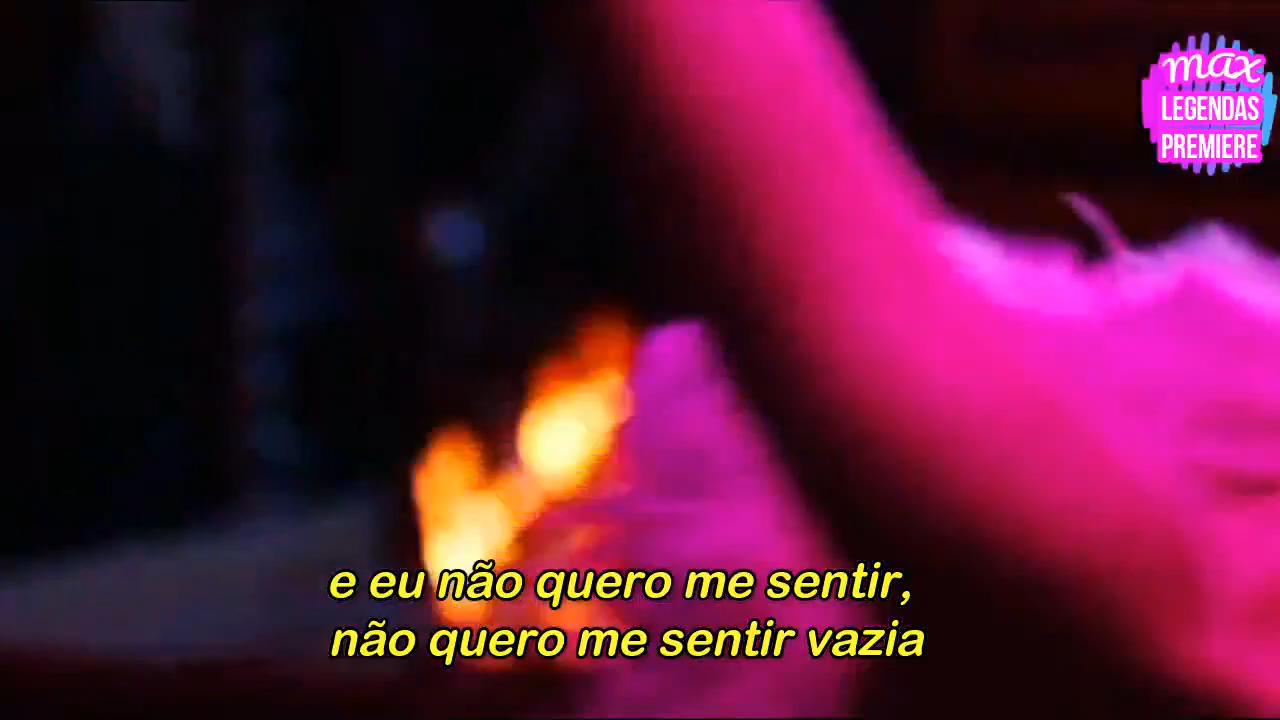 max
LEGENDAS
PREMIERE
e eu não quero me sentir,
não quero me sentir vazia